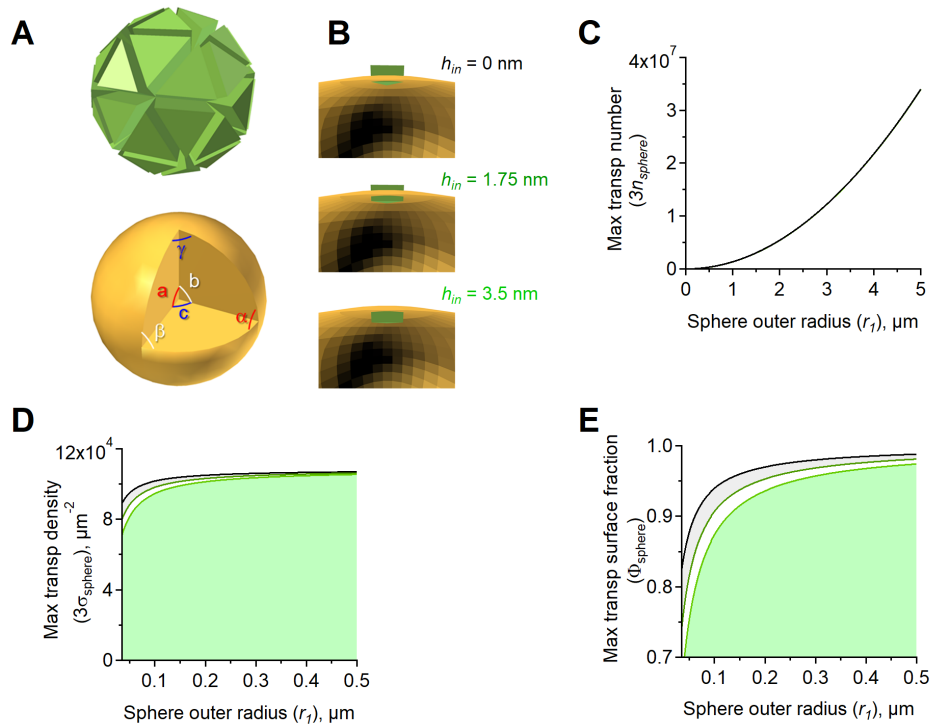 A
B
C
a
b
c
α
β
γ
h_in = 0 nm
h_in = 1.75 nm
h_in = 3.5 nm
Max transp number
(3n_sphere)
4x10^7
3
2
1
0
0 1 2 3 4 5
Sphere outer radius (r_1), µm
D
Max transp density
(3σ_sphere), µm^-2
12x10^4
8
4
0
0.1 0.2 0.3 0.4 0.5
Sphere outer radius (r_1), µm
E
Max transp surface fraction
(Φ_sphere)
1.0
0.9
0.8
0.7
0.1 0.2 0.3 0.4 0.5
Sphere outer radius (r_1), µm